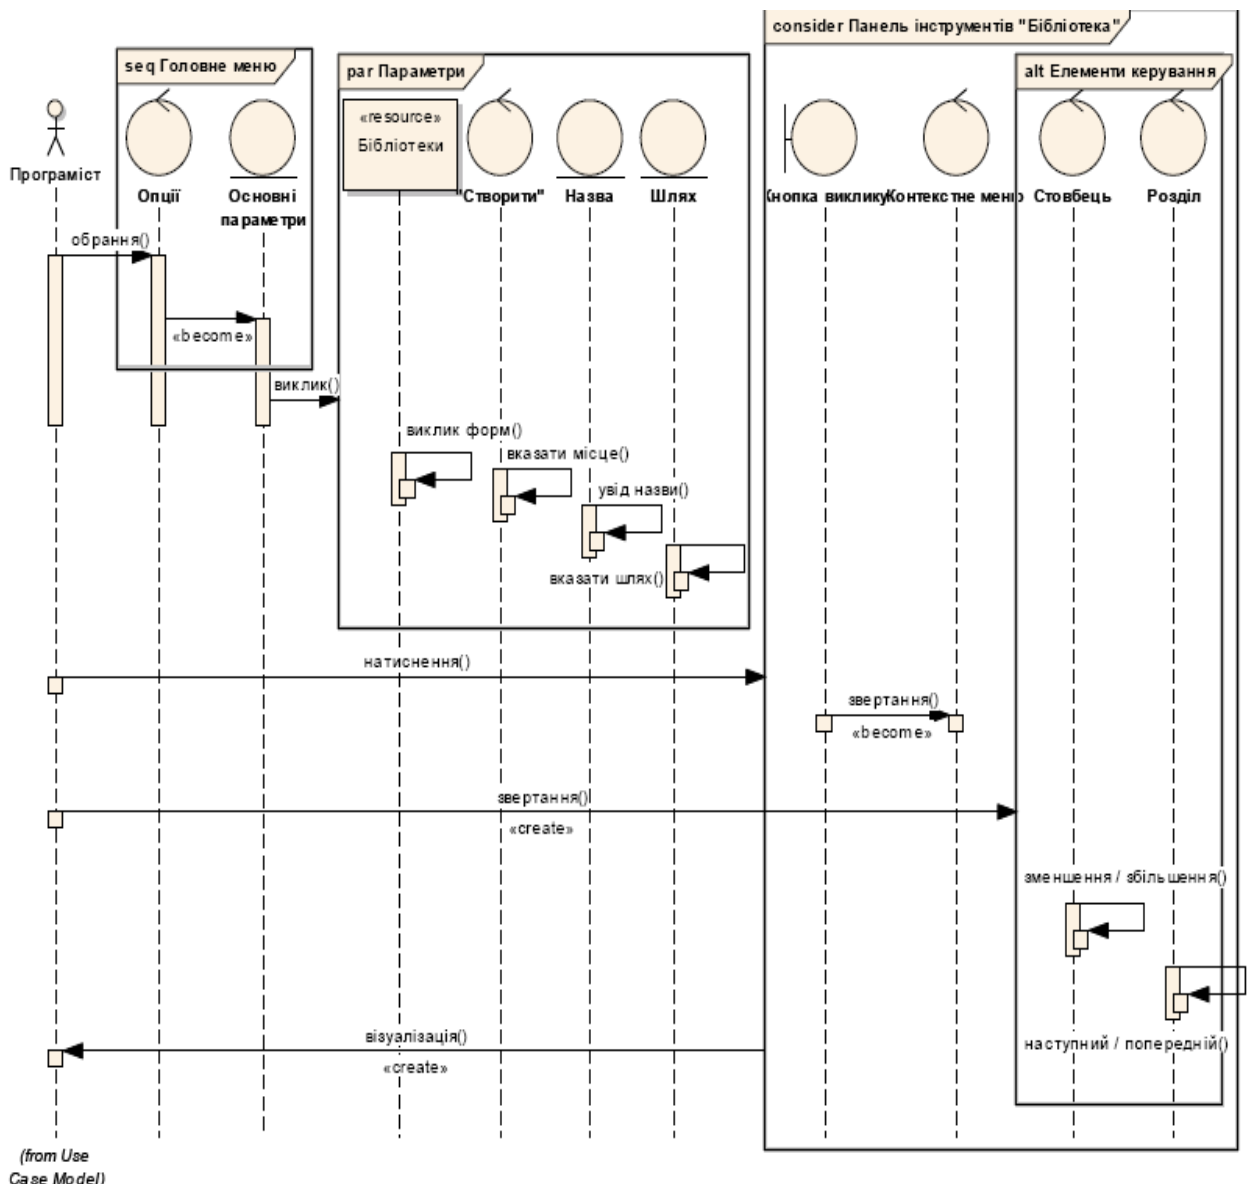 consider Панель інструментів "Бібліотека"
seq Головне меню
par Параметри
alt Елементи керування
«resource»
Бібліотеки
Програміст
Опції
Основні
параметри
"Створити"
Назва
Шлях
Кнопка виклику
Контекстне меню
Стовбець
Розділ
обрання()
«become»
виклик()
виклик форм()
вказати місце()
увід назви()
вказати шлях()
натиснення()
звертання()
«become»
звертання()
«create»
зменшення / збільшення()
візуалізація()
«create»
наступний / попередній()
(from Use
Case Model)